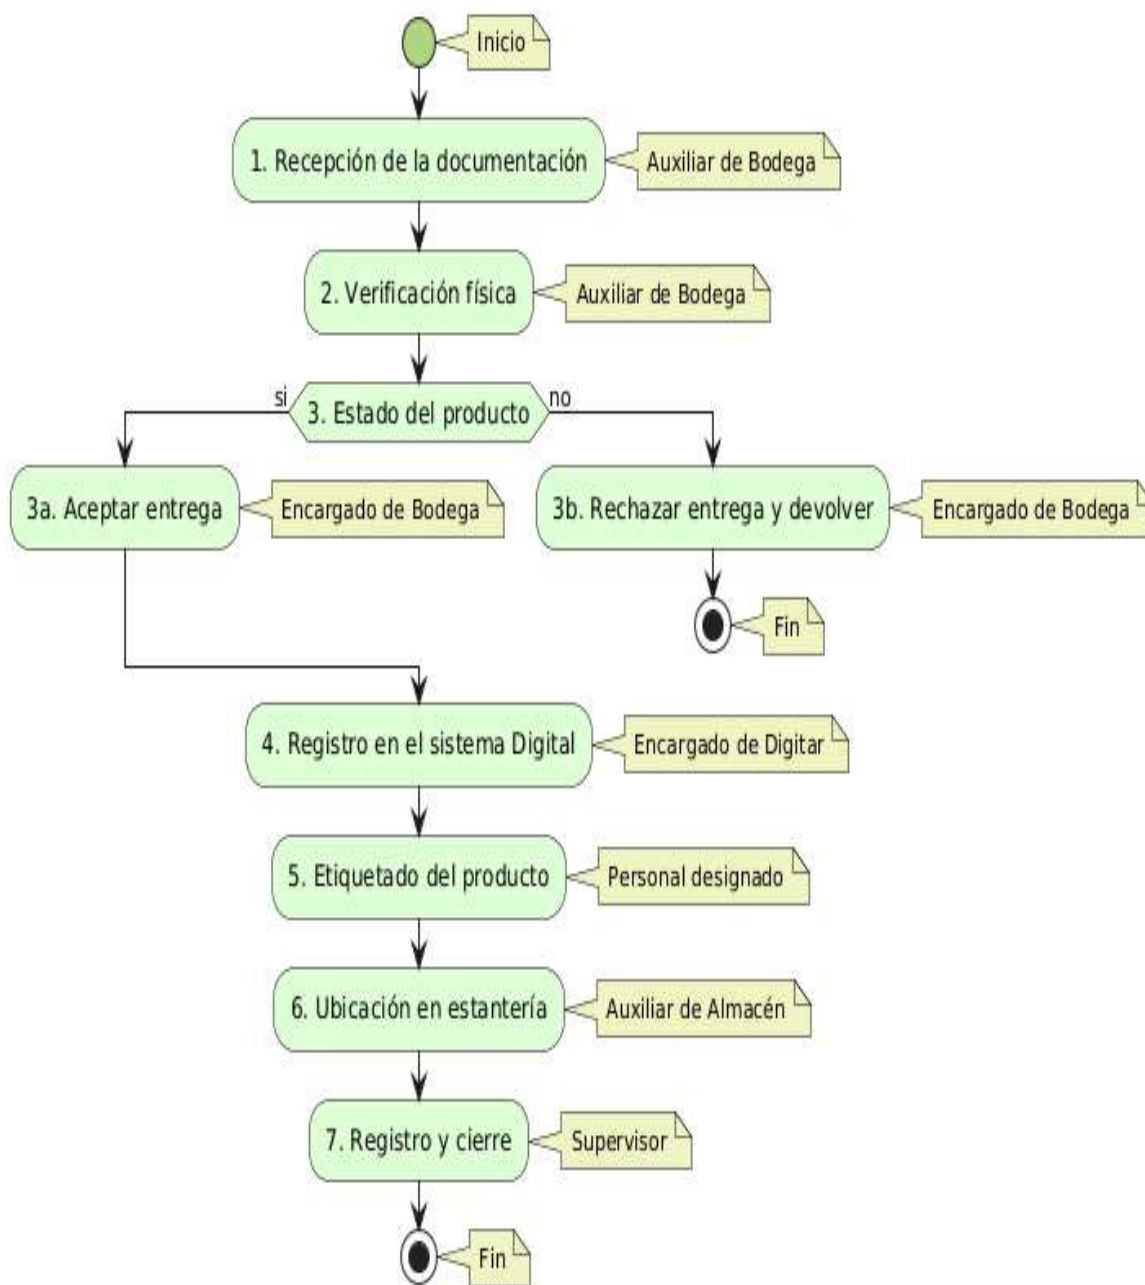 Inicio
1. Recepción de la documentación
Auxiliar de Bodega
2. Verificación física
Auxiliar de Bodega
si
3. Estado del producto
no
3a. Aceptar entrega
Encargado de Bodega
3b. Rechazar entrega y devolver
Encargado de Bodega
Fin
4. Registro en el sistema Digital
Encargado de Digitar
5. Etiquetado del producto
Personal designado
6. Ubicación en estantería
Auxiliar de Almacén
7. Registro y cierre
Supervisor
Fin